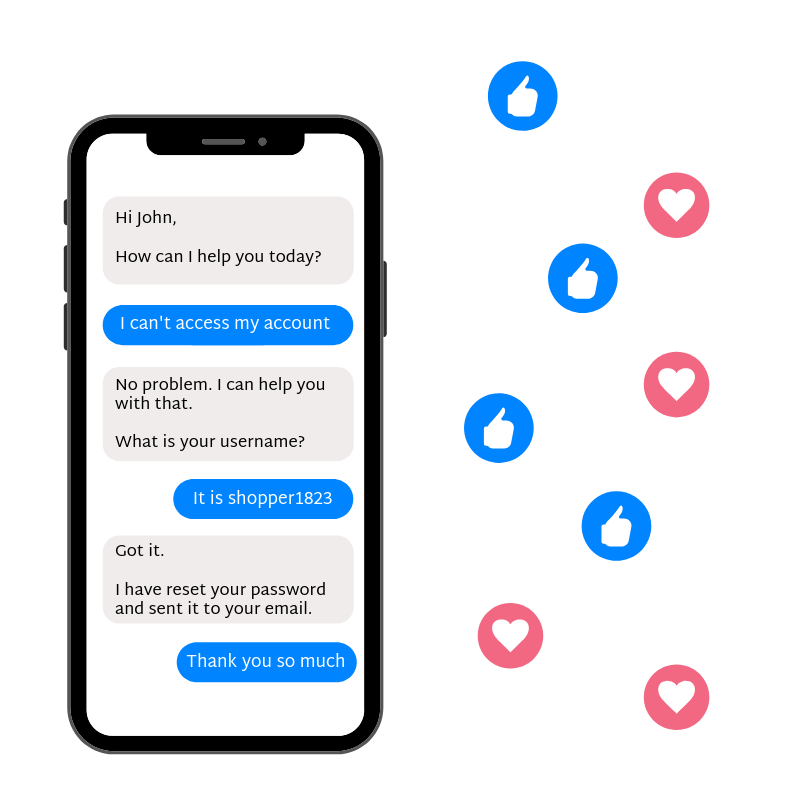 Hi John,
How can I help you today?
I can't access my account
No problem. I can help you
with that.
What is your username?
It is shopper1823
Got it.
I have reset your password
and sent it to your email.
Thank you so much